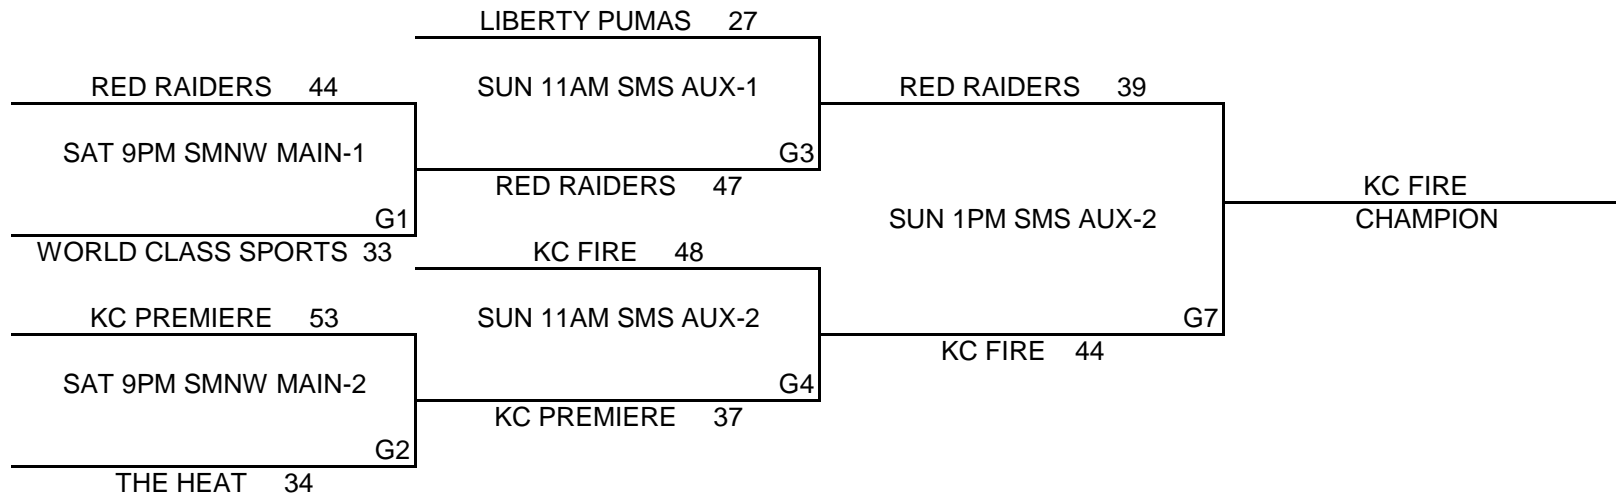 LIBERTY PUMAS 27
RED RAIDERS 44
SUN 11AM SMS AUX-1
RED RAIDERS 39
SAT 9PM SMNW MAIN-1
G3
RED RAIDERS 47
KC FIRE
G1
SUN 1PM SMS AUX-2
CHAMPION
WORLD CLASS SPORTS 33
KC FIRE 48
KC PREMIERE 53
SUN 11AM SMS AUX-2
G7
KC FIRE 44
SAT 9PM SMNW MAIN-2
G4
KC PREMIERE 37
G2
THE HEAT 34